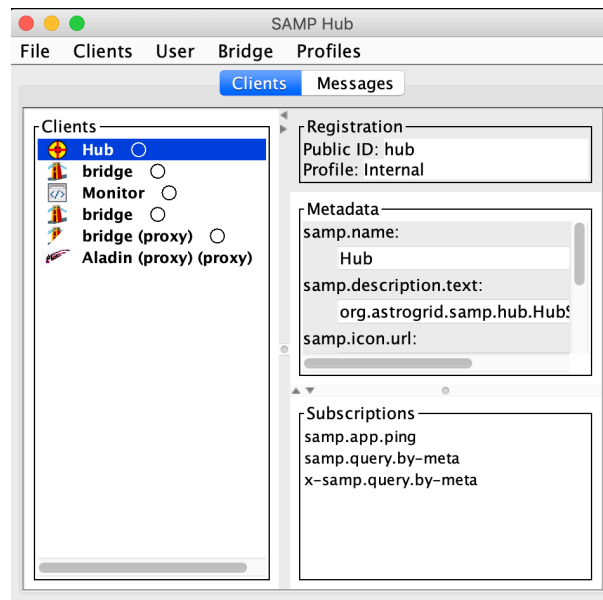 SAMP Hub
File Clients User Bridge Profiles
Clients Messages
Clients
Hub
bridge
Monitor
bridge
bridge (proxy)
Aladin (proxy) (proxy)
Registration
Public ID: hub
Profile: Internal
Metadata
samp.name:
Hub
samp.description.text:
org.astrogrid.samp.hub.HubS
samp.icon.url:
Subscriptions
samp.app.ping
samp.query.by-meta
x-samp.query.by-meta